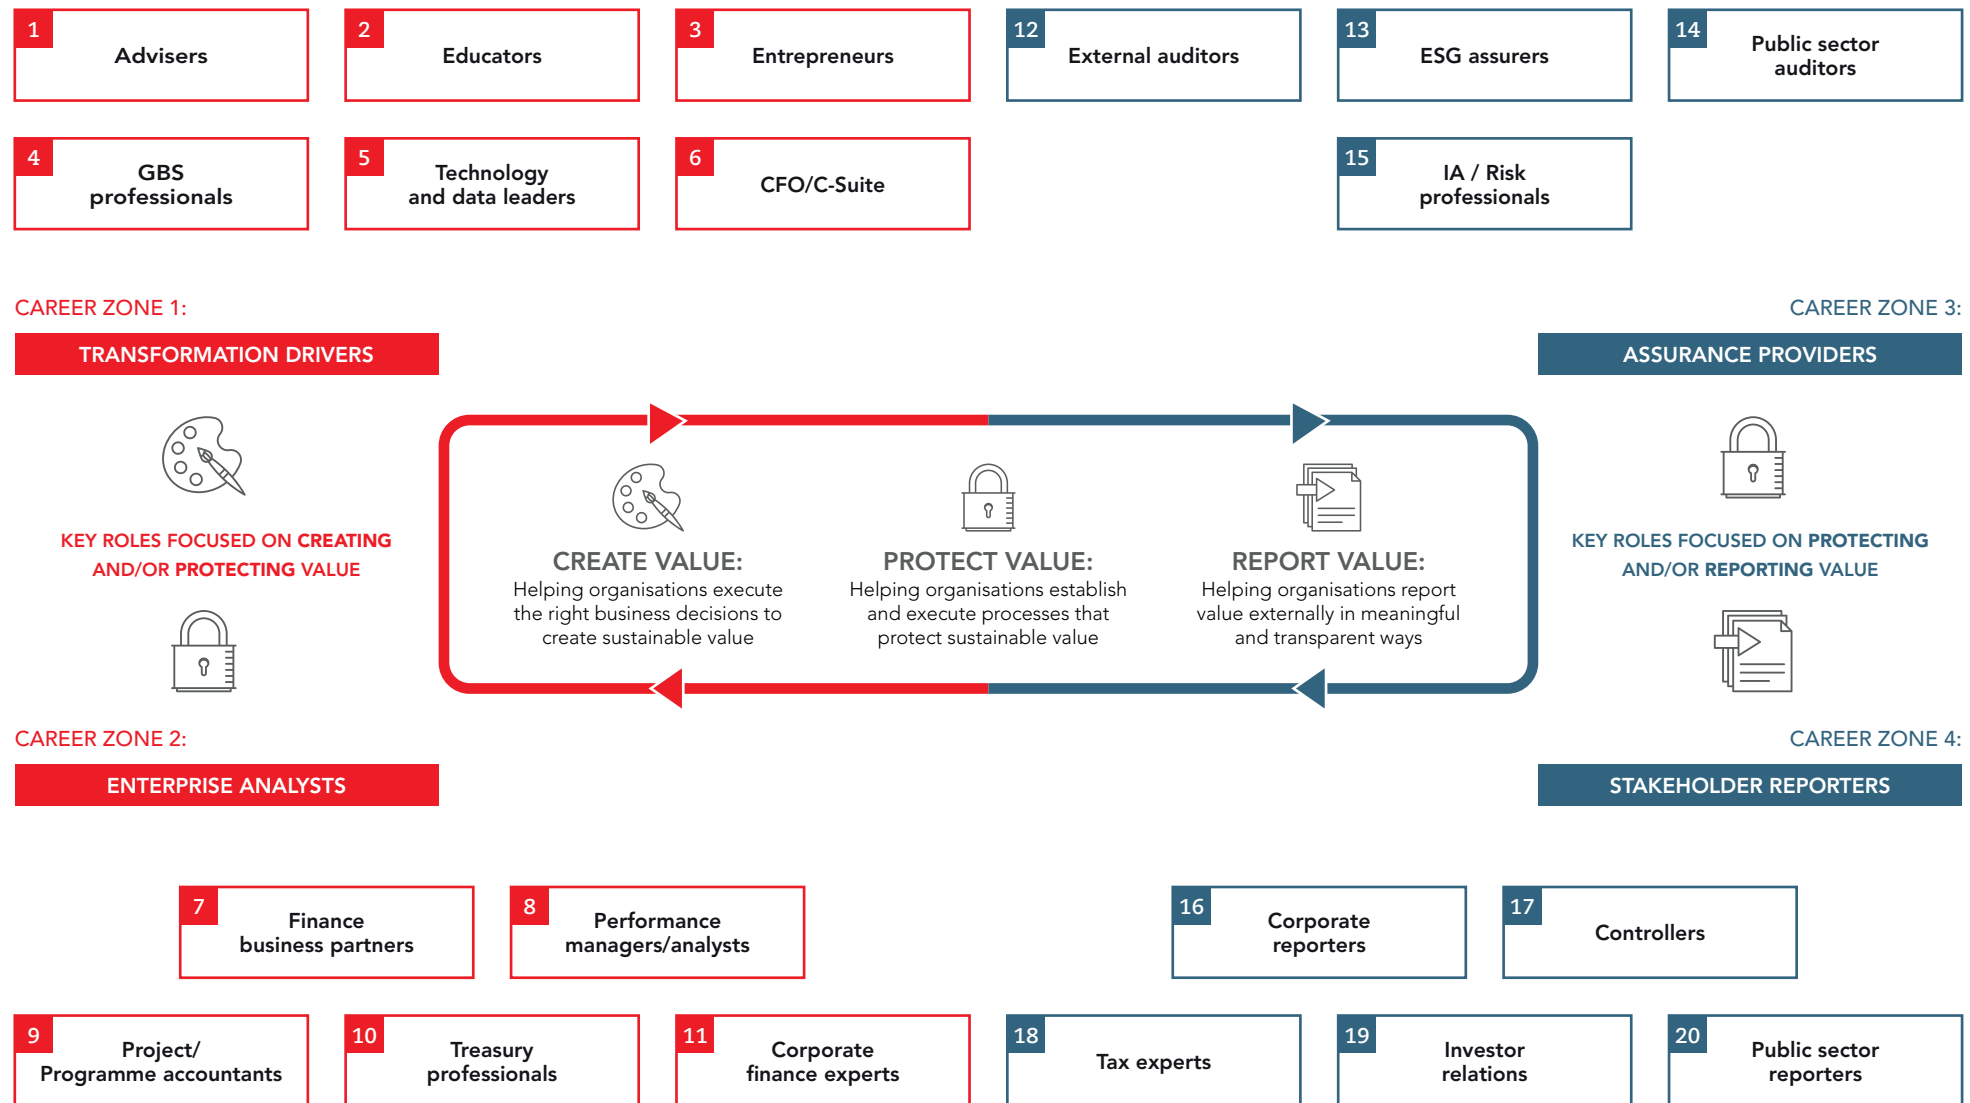 1
Advisers
2
Educators
3
Entrepreneurs
12
External auditors
13
ESG assurers
14
Public sector
auditors
4
GBS
professionals
5
Technology
and data leaders
6
CFO/C-Suite
15
IA / Risk
professionals
CAREER ZONE 1:
TRANSFORMATION DRIVERS
KEY ROLES FOCUSED ON CREATING
AND/OR PROTECTING VALUE
CAREER ZONE 2:
ENTERPRISE ANALYSTS
CREATE VALUE:
Helping organisations execute
the right business decisions to
create sustainable value
PROTECT VALUE:
Helping organisations establish
and execute processes that
protect sustainable value
REPORT VALUE:
Helping organisations report
value externally in meaningful
and transparent ways
CAREER ZONE 3:
ASSURANCE PROVIDERS
KEY ROLES FOCUSED ON PROTECTING
AND/OR REPORTING VALUE
CAREER ZONE 4:
STAKEHOLDER REPORTERS
7
Finance
business partners
8
Performance
managers/analysts
16
Corporate
reporters
17
Controllers
9
Project/
Programme accountants
10
Treasury
professionals
11
Corporate
finance experts
18
Tax experts
19
Investor
relations
20
Public sector
reporters